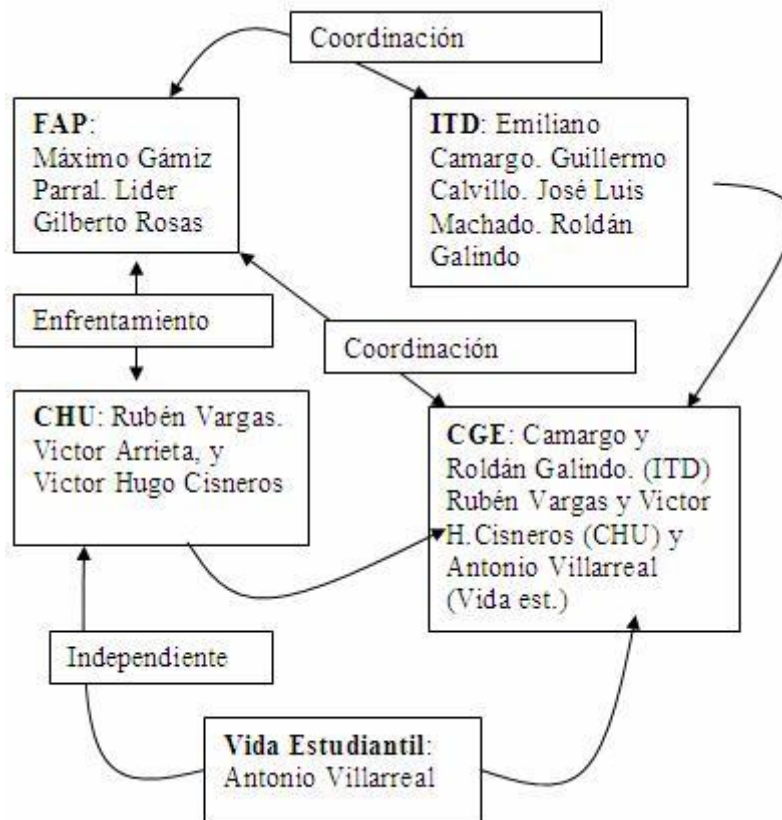 Coordinación
FAP:
Máximo Gámiz
Parral. Lider
Gilberto Rosas
ITD: Emiliano
Camargo. Guillermo
Calvillo. José Luis
Machado. Roldán
Galindo
Enfrentamiento
Coordinación
CHU: Rubén Vargas.
Victor Arrieta, y
Victor Hugo Cisneros
CGE: Camargo y
Roldán Galindo. (ITD)
Rubén Vargas y Victor
H.Cisneros (CHU) y
Antonio Villarreal
(Vida est.)
Independiente
Vida Estudiantil:
Antonio Villarreal